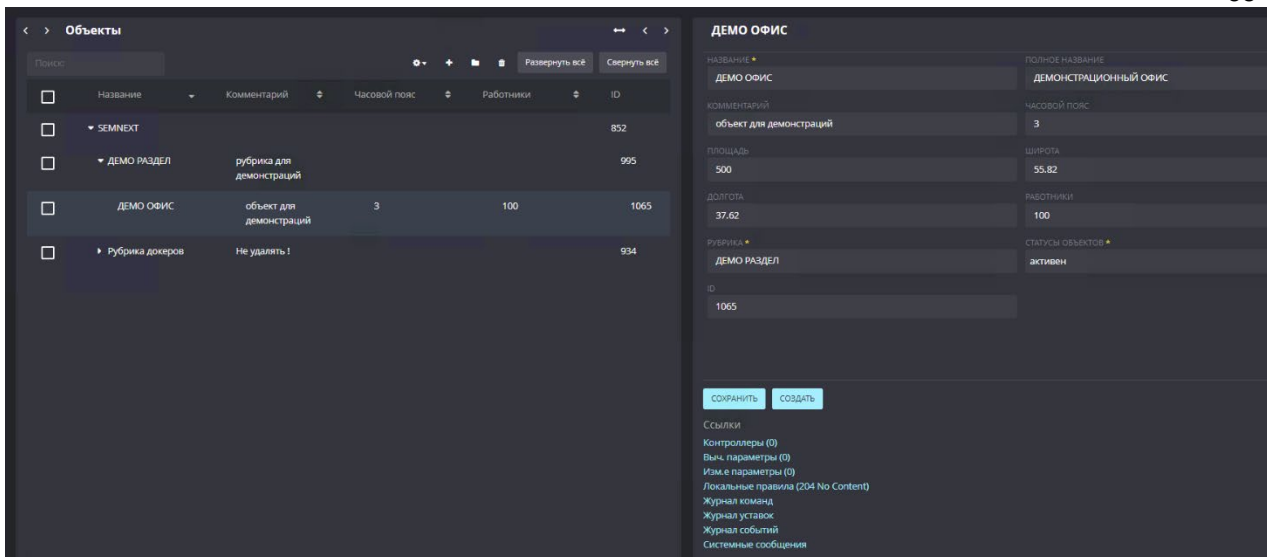 Объекты
Поиск:
Развернуть всё
Свернуть всё
Название Комментарий Часовой пояс Работники ID
SEMNEXT 852
ДЕМО РАЗДЕЛ рубрика для 995
демонстраций
ДЕМО ОФИС объект для 3 100 1065
демонстраций
Рубрика докеров Не удалять ! 934
ДЕМО ОФИС
НАЗВАНИЕ * ПОЛНОЕ НАЗВАНИЕ
ДЕМО ОФИС ДЕМОНСТРАЦИОННЫЙ ОФИС
КОММЕНТАРИЙ ЧАСОВОЙ ПОЯС
объект для демонстраций 3
ПЛОЩАДЬ ШИРОТА
500 55.82
ДОЛГОТА РАБОТНИКИ
37.62 100
РУБРИКА * СТАТУСЫ ОБЪЕКТОВ *
ДЕМО РАЗДЕЛ активен
ID
1065
СОХРАНИТЬ СОЗДАТЬ
Ссылки
Контроллеры (0)
Выч. параметры (0)
Изм.е параметры (0)
Локальные правила (204 No Content)
Журнал команд
Журнал уставок
Журнал событий
Системные сообщения